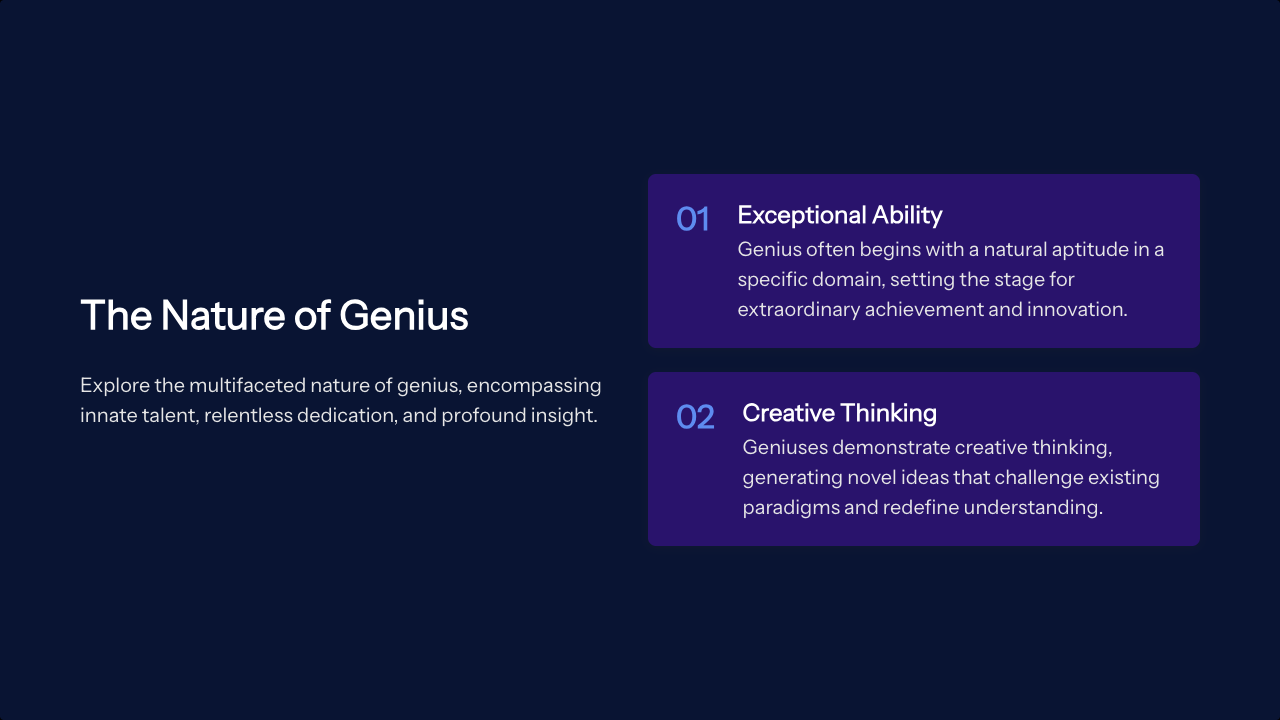 The Nature of Genius
Explore the multifaceted nature of genius, encompassing
innate talent, relentless dedication, and profound insight.
01
Exceptional Ability
Genius often begins with a natural aptitude in a
specific domain, setting the stage for
extraordinary achievement and innovation.
02
Creative Thinking
Geniuses demonstrate creative thinking,
generating novel ideas that challenge existing
paradigms and redefine understanding.